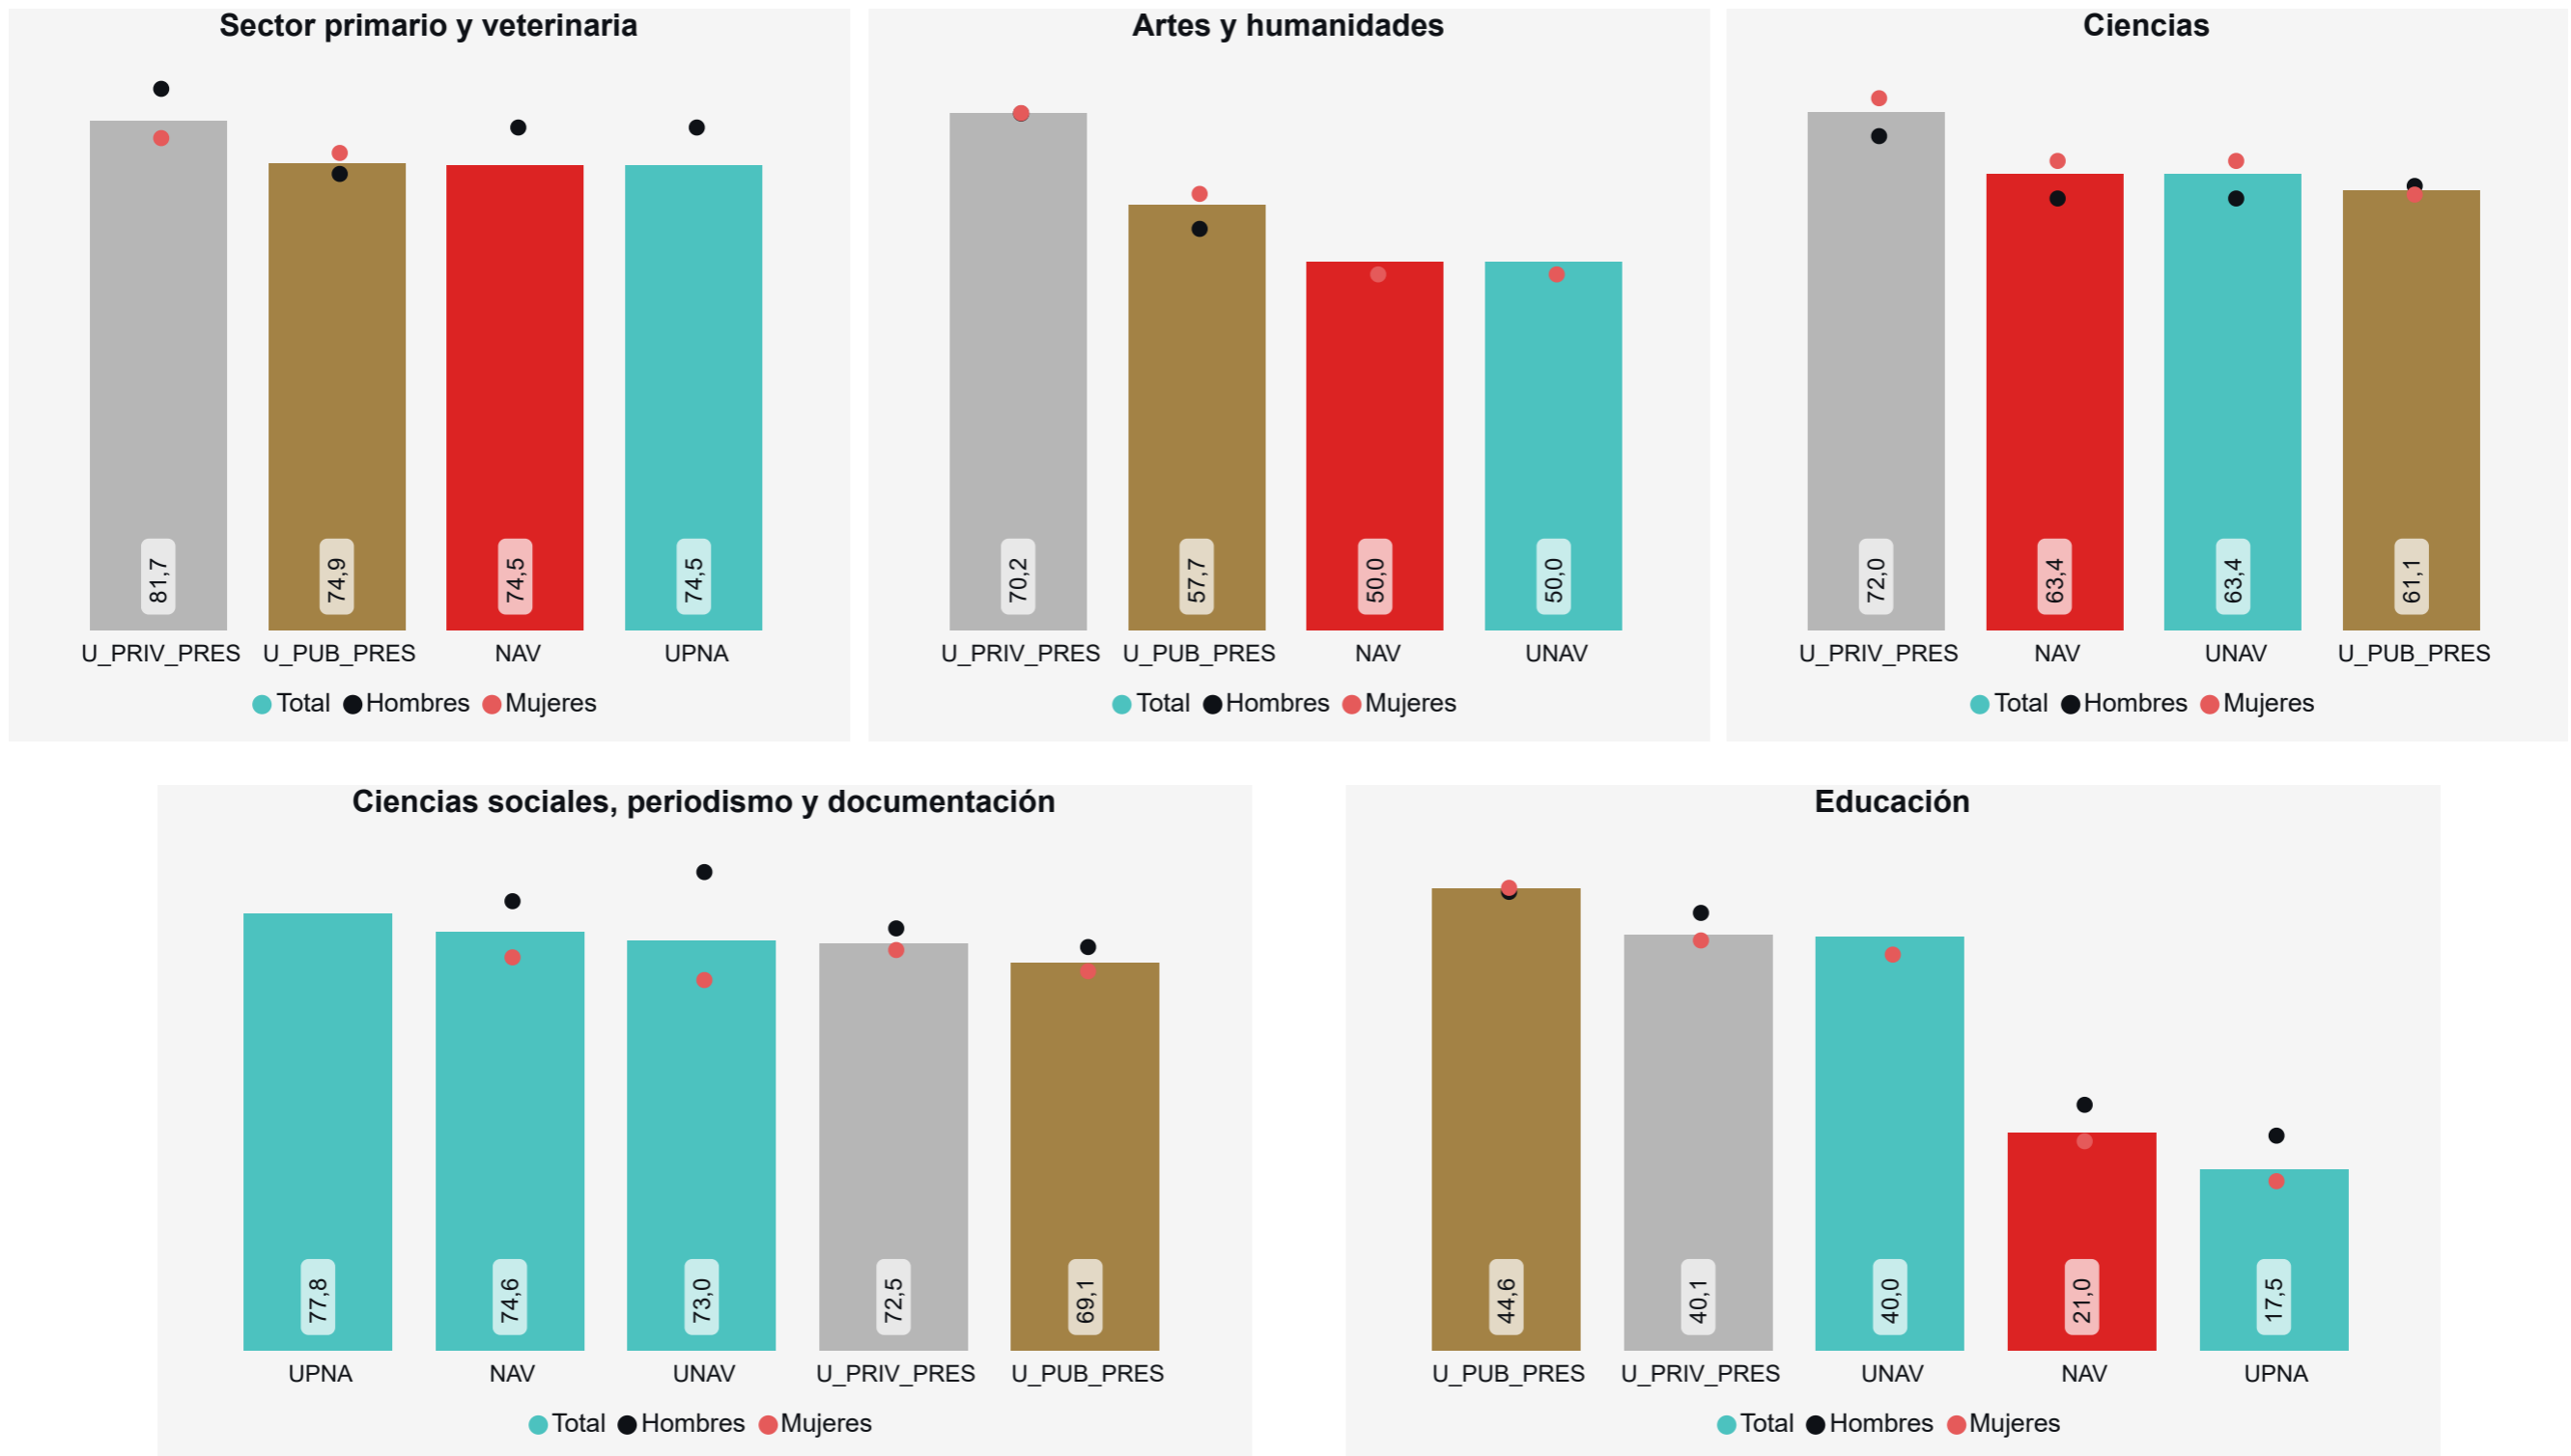 Sector primario y veterinaria
81,7
74,9
74,5
74,5
U_PRIV_PRES U_PUB_PRES NAV UPNA
Total Hombres Mujeres
Artes y humanidades
70,2
57,7
50,0
50,0
U_PRIV_PRES U_PUB_PRES NAV UNAV
Total Hombres Mujeres
Ciencias
72,0
63,4
63,4
61,1
U_PRIV_PRES NAV UNAV U_PUB_PRES
Total Hombres Mujeres
Ciencias sociales, periodismo y documentación
77,8
74,6
73,0
72,5
69,1
UPNA NAV UNAV U_PRIV_PRES U_PUB_PRES
Total Hombres Mujeres
Educación
44,6
40,1
40,0
21,0
17,5
U_PUB_PRES U_PRIV_PRES UNAV NAV UPNA
Total Hombres Mujeres